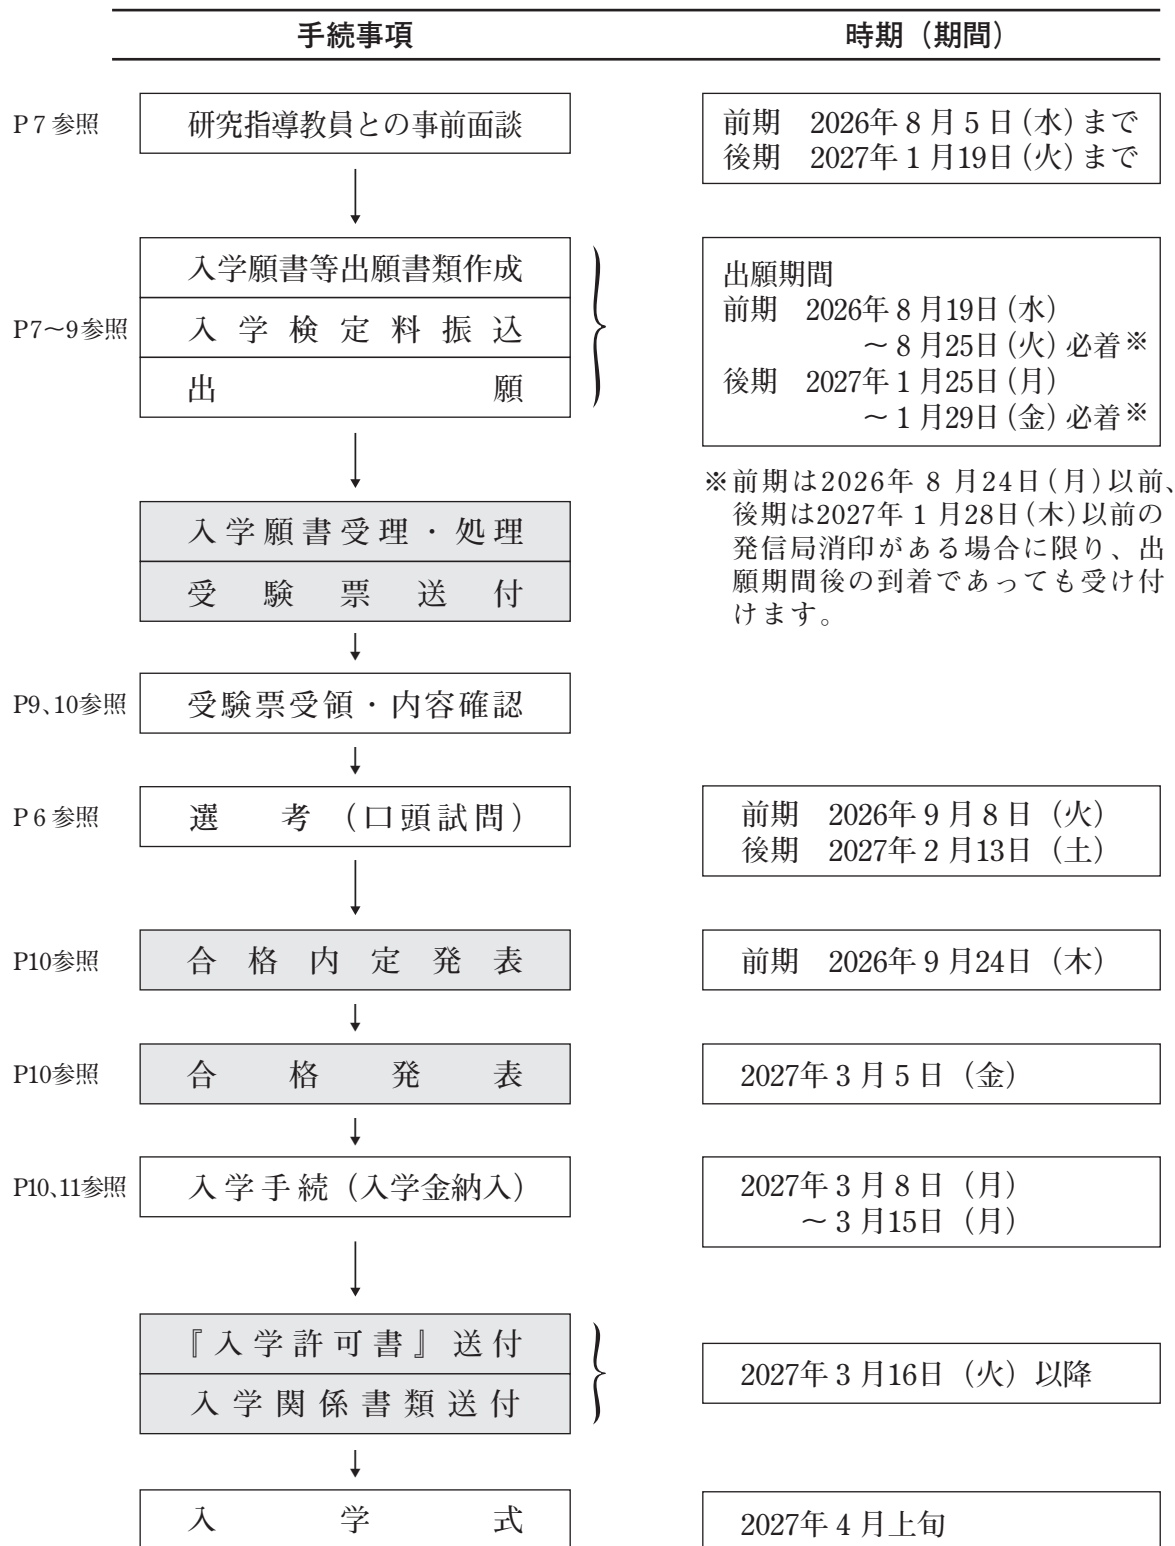 手続事項 時期（期間）
P 7 参照 研究指導教員との事前面談 前期 2026年 8 月 5 日（水）まで
後期 2027年 1 月19日（火）まで
入学願書等出願書類作成
P7〜9参照 入学検定料振込
出願
出願期間
前期 2026年 8 月19日（水）
〜 8 月25日（火）必着※
後期 2027年 1 月25日（月）
〜 1 月29日（金）必着※
※前期は2026年 8 月24日（月）以前、
後期は2027年 1 月28日（木）以前の
発信局消印がある場合に限り、出
願期間後の到着であっても受け付
けます。
入学願書受理・処理
受験票送付
P9、10参照 受験票受領・内容確認
P 6 参照 選考（口頭試問） 前期 2026年 9 月 8 日（火）
後期 2027年 2 月13日（土）
P10参照 合格内定発表 前期 2026年 9 月24日（木）
P10参照 合格発表 2027年 3 月 5 日（金）
P10、11参照 入学手続（入学金納入） 2027年 3 月 8 日（月）
〜 3 月15日（月）
『入学許可書』送付
入学関係書類送付
2027年 3 月16日（火）以降
入学式 2027年 4 月上旬